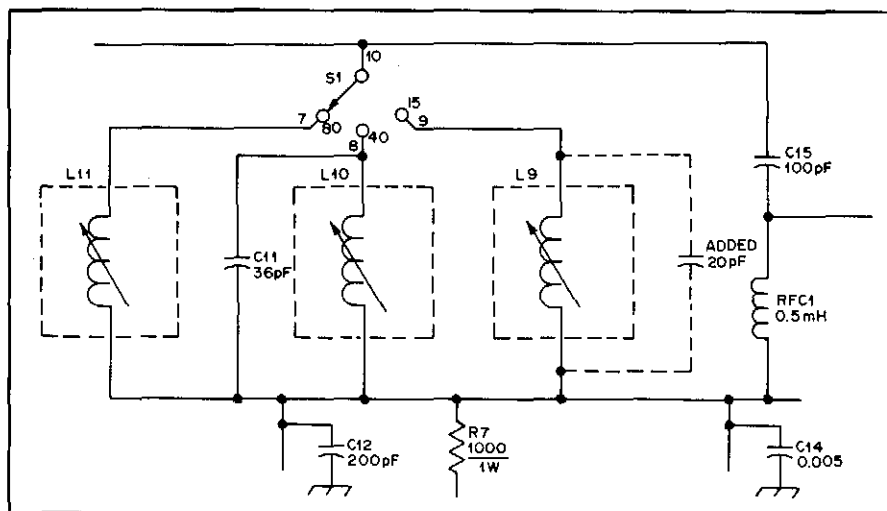 10
S1
15
7
80
40
9
8
C15
100pF
L11
L10
L9
C11
36pF
ADDED
20pF
RFC1
0.5mH
R7
1000
1W
C12
200pF
C14
0.005